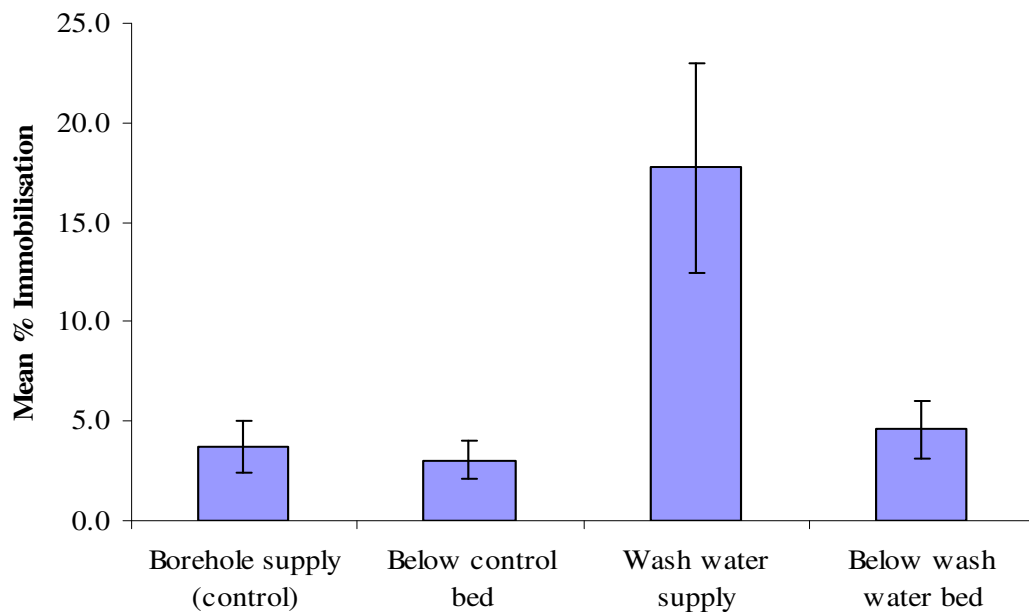 25.0
20.0
15.0
10.0
5.0
0.0
Mean % Immobilisation
Borehole supply
(control)
Below control
bed
Wash water
supply
Below wash
water bed